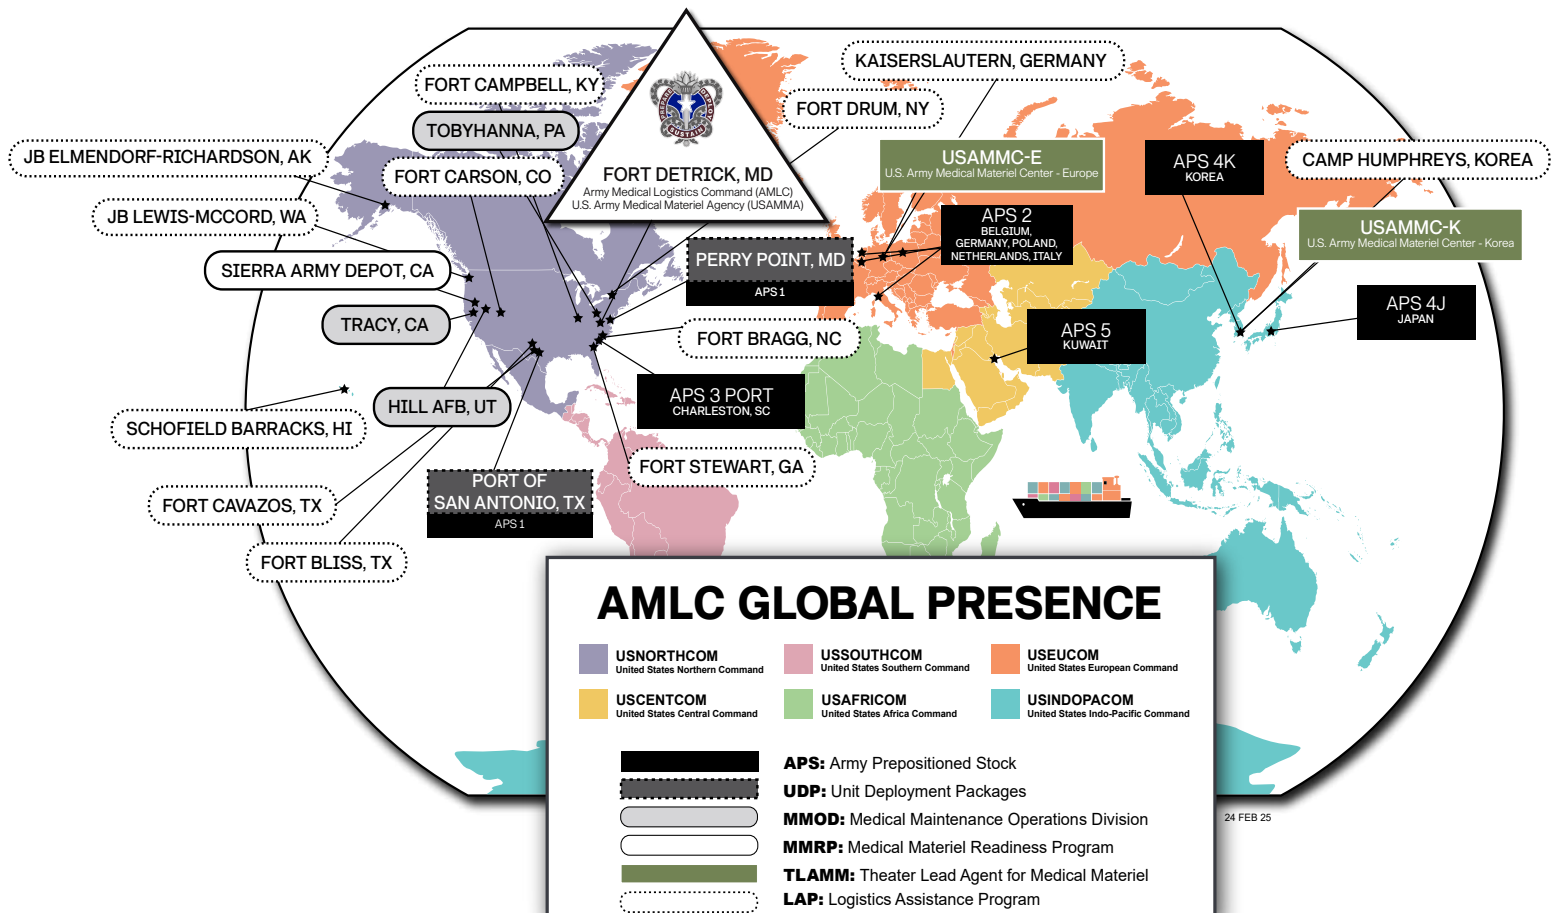 FORT CAMPBELL, KY
TOBYHANNA, PA
JB ELMENDORF-RICHARDSON, AK
FORT CARSON, CO
JB LEWIS-MCCORD, WA
SIERRA ARMY DEPOT, CA
TRACY, CA
HILL AFB, UT
SCHOFIELD BARRACKS, HI
FORT CAVAZOS, TX
FORT BLISS, TX
PORT OF
SAN ANTONIO, TX
APS 1
SUSTAIN
FORT DETRICK, MD
Army Medical Logistics Command (AMLC)
U.S. Army Medical Materiel Agency (USAMMA)
KAISERSLAUTERN, GERMANY
FORT DRUM, NY
USAMMC-E
U.S. Army Medical Materiel Center - Europe
APS 2
BELGIUM,
GERMANY, POLAND,
NETHERLANDS, ITALY
PERRY POINT, MD
APS 1
FORT BRAGG, NC
APS 3 PORT
CHARLESTON, SC
FORT STEWART, GA
APS 5
KUWAIT
APS 4K
KOREA
CAMP HUMPHREYS, KOREA
USAMMC-K
U.S. Army Medical Materiel Center - Korea
APS 4J
JAPAN
AMLC GLOBAL PRESENCE
USNORTHCOM
United States Northern Command
USSOUTHCOM
United States Southern Command
USEUCOM
United States European Command
USCENTCOM
United States Central Command
USAFRICOM
United States Africa Command
USINDOPACOM
United States Indo-Pacific Command
APS: Army Prepositioned Stock
UDP: Unit Deployment Packages
MMOD: Medical Maintenance Operations Division
MMRP: Medical Materiel Readiness Program
TLAMM: Theater Lead Agent for Medical Materiel
LAP: Logistics Assistance Program
24 FEB 25